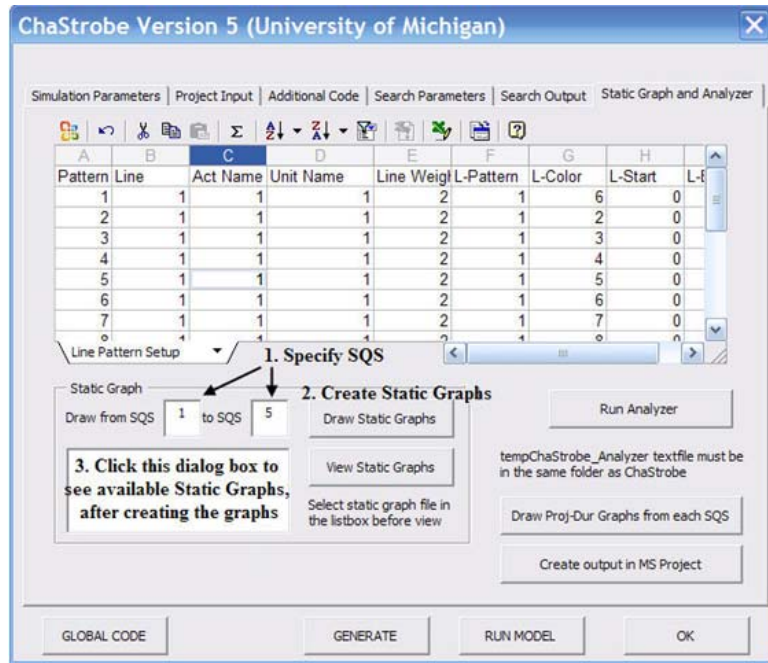 ChaStrobe Version 5 (University of Michigan)
Simulation Parameters | Project Input | Additional Code | Search Parameters | Search Output | Static Graph and Analyzer
A B C D E F G H
Pattern Line Act Name Unit Name Line Weigh L-Pattern L-Color L-Start L-E
1 1 1 1 2 1 6 0
2 1 1 1 2 1 2 0
3 1 1 1 2 1 3 0
4 1 1 1 2 1 4 0
5 1 1 1 2 1 5 0
6 1 1 1 2 1 6 0
7 1 1 1 2 1 7 0
8 1 1 1 2 1 8 0
Line Pattern Setup
1. Specify SQS
Static Graph
2. Create Static Graphs
Draw from SQS 1 to SQS 5
Draw Static Graphs
Run Analyzer
3. Click this dialog box to
see available Static Graphs,
after creating the graphs
View Static Graphs
Select static graph file in
the listbox before view
tempChaStrobe_Analyzer textfile must be
in the same folder as ChaStrobe
Draw Proj-Dur Graphs from each SQS
Create output in MS Project
GLOBAL CODE
GENERATE
RUN MODEL
OK